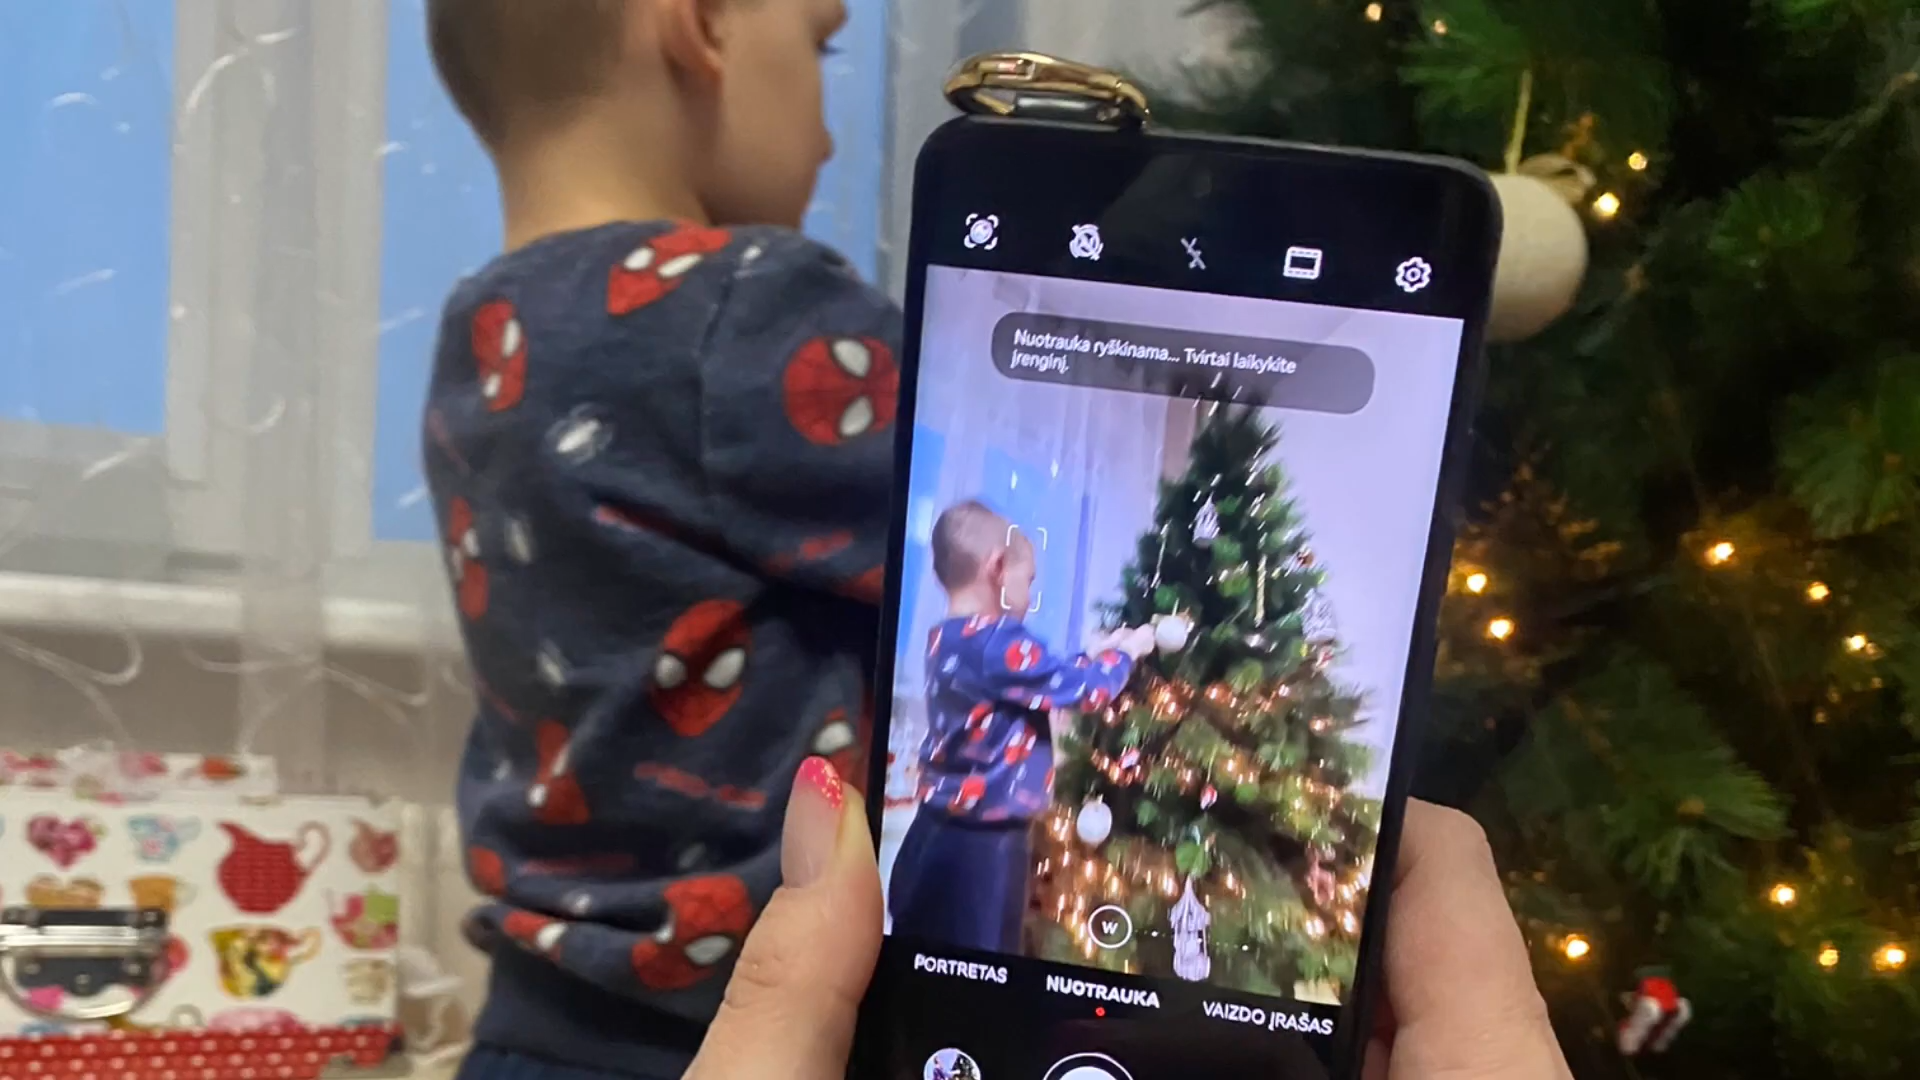 Nuotrauka ryškinama... Tvirtai laikykite
įrenginį.
W
PORTRETAS
NUOTRAUKA
VAIZDO ĮRAŠAS